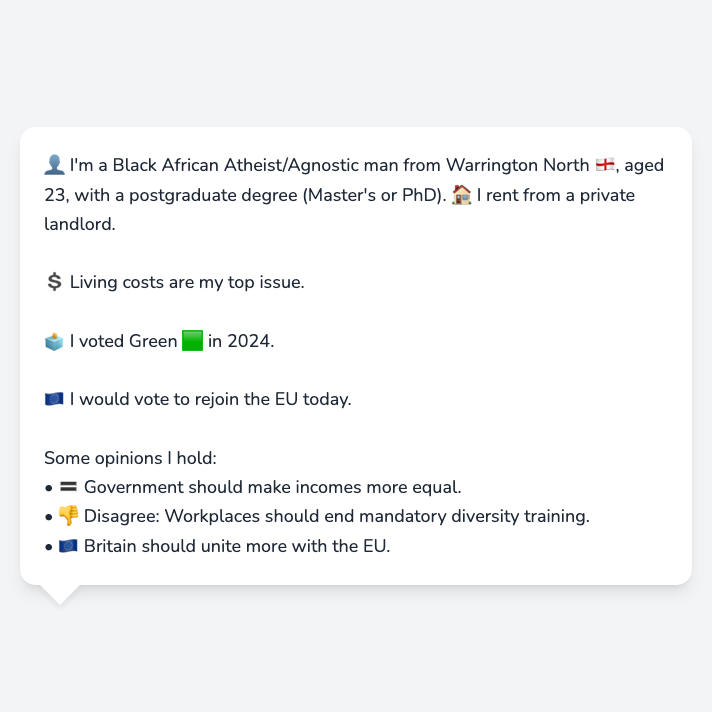 👤 I'm a Black African Atheist/Agnostic man from Warrington North 🏴󠁧󠁢󠁥󠁮󠁧󠁿, aged
23, with a postgraduate degree (Master's or PhD). 🏠 I rent from a private
landlord.
💲 Living costs are my top issue.
🗳️ I voted Green 🟩 in 2024.
🇪🇺 I would vote to rejoin the EU today.
Some opinions I hold:
• 🟰 Government should make incomes more equal.
• 👎 Disagree: Workplaces should end mandatory diversity training.
• 🇪🇺 Britain should unite more with the EU.